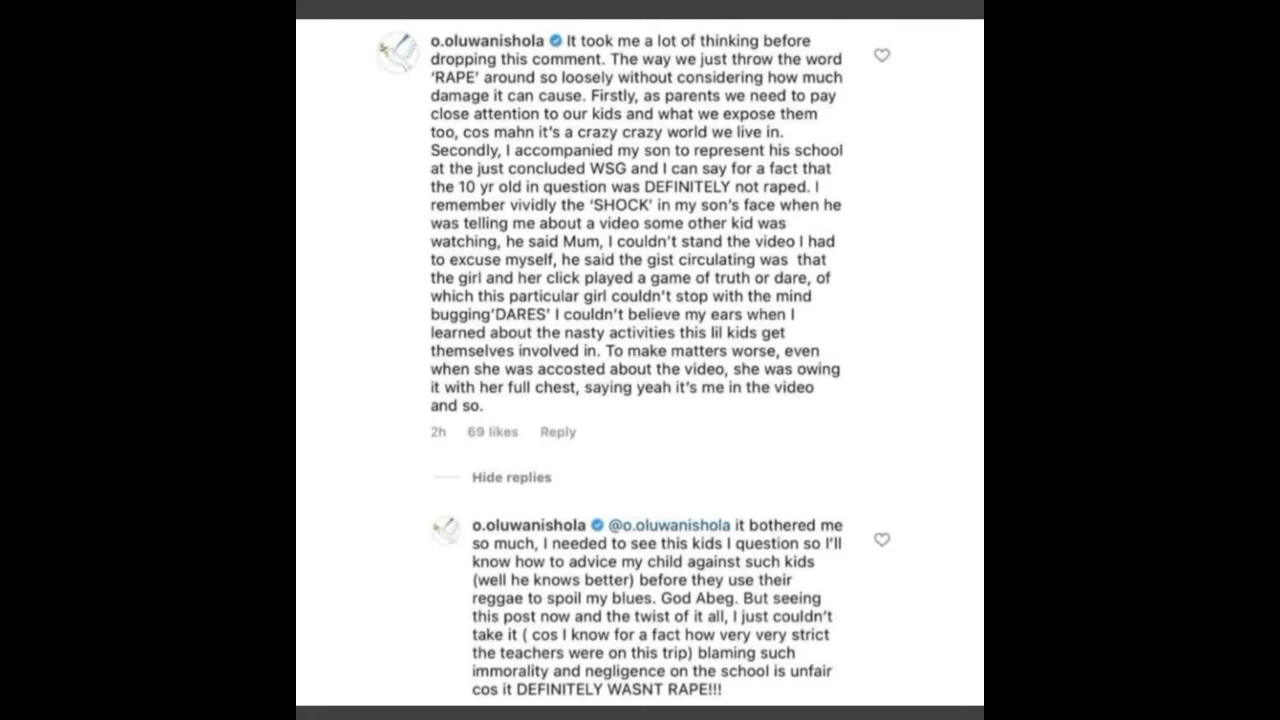 o.oluwanishola It took me a lot of thinking before
dropping this comment. The way we just throw the word
‘RAPE’ around so loosely without considering how much
damage it can cause. Firstly, as parents we need to pay
close attention to our kids and what we expose them
too, cos mahn it’s a crazy crazy world we live in.
Secondly, I accompanied my son to represent his school
at the just concluded WSG and I can say for a fact that
the 10 yr old in question was DEFINITELY not raped. I
remember vividly the ‘SHOCK’ in my son’s face when he
was telling me about a video some other kid was
watching, he said Mum, I couldn’t stand the video I had
to excuse myself, he said the gist circulating was that
the girl and her click played a game of truth or dare, of
which this particular girl couldn’t stop with the mind
bugging‘DARES’ I couldn’t believe my ears when I
learned about the nasty activities this lil kids get
themselves involved in. To make matters worse, even
when she was accosted about the video, she was owing
it with her full chest, saying yeah it’s me in the video
and so.
2h 69 likes Reply
Hide replies
o.oluwanishola @o.oluwanishola it bothered me
so much, I needed to see this kids I question so I’ll
know how to advice my child against such kids
(well he knows better) before they use their
reggae to spoil my blues. God Abeg. But seeing
this post now and the twist of it all, I just couldn’t
take it ( cos I know for a fact how very very strict
the teachers were on this trip) blaming such
immorality and negligence on the school is unfair
cos it DEFINITELY WASNT RAPE!!!